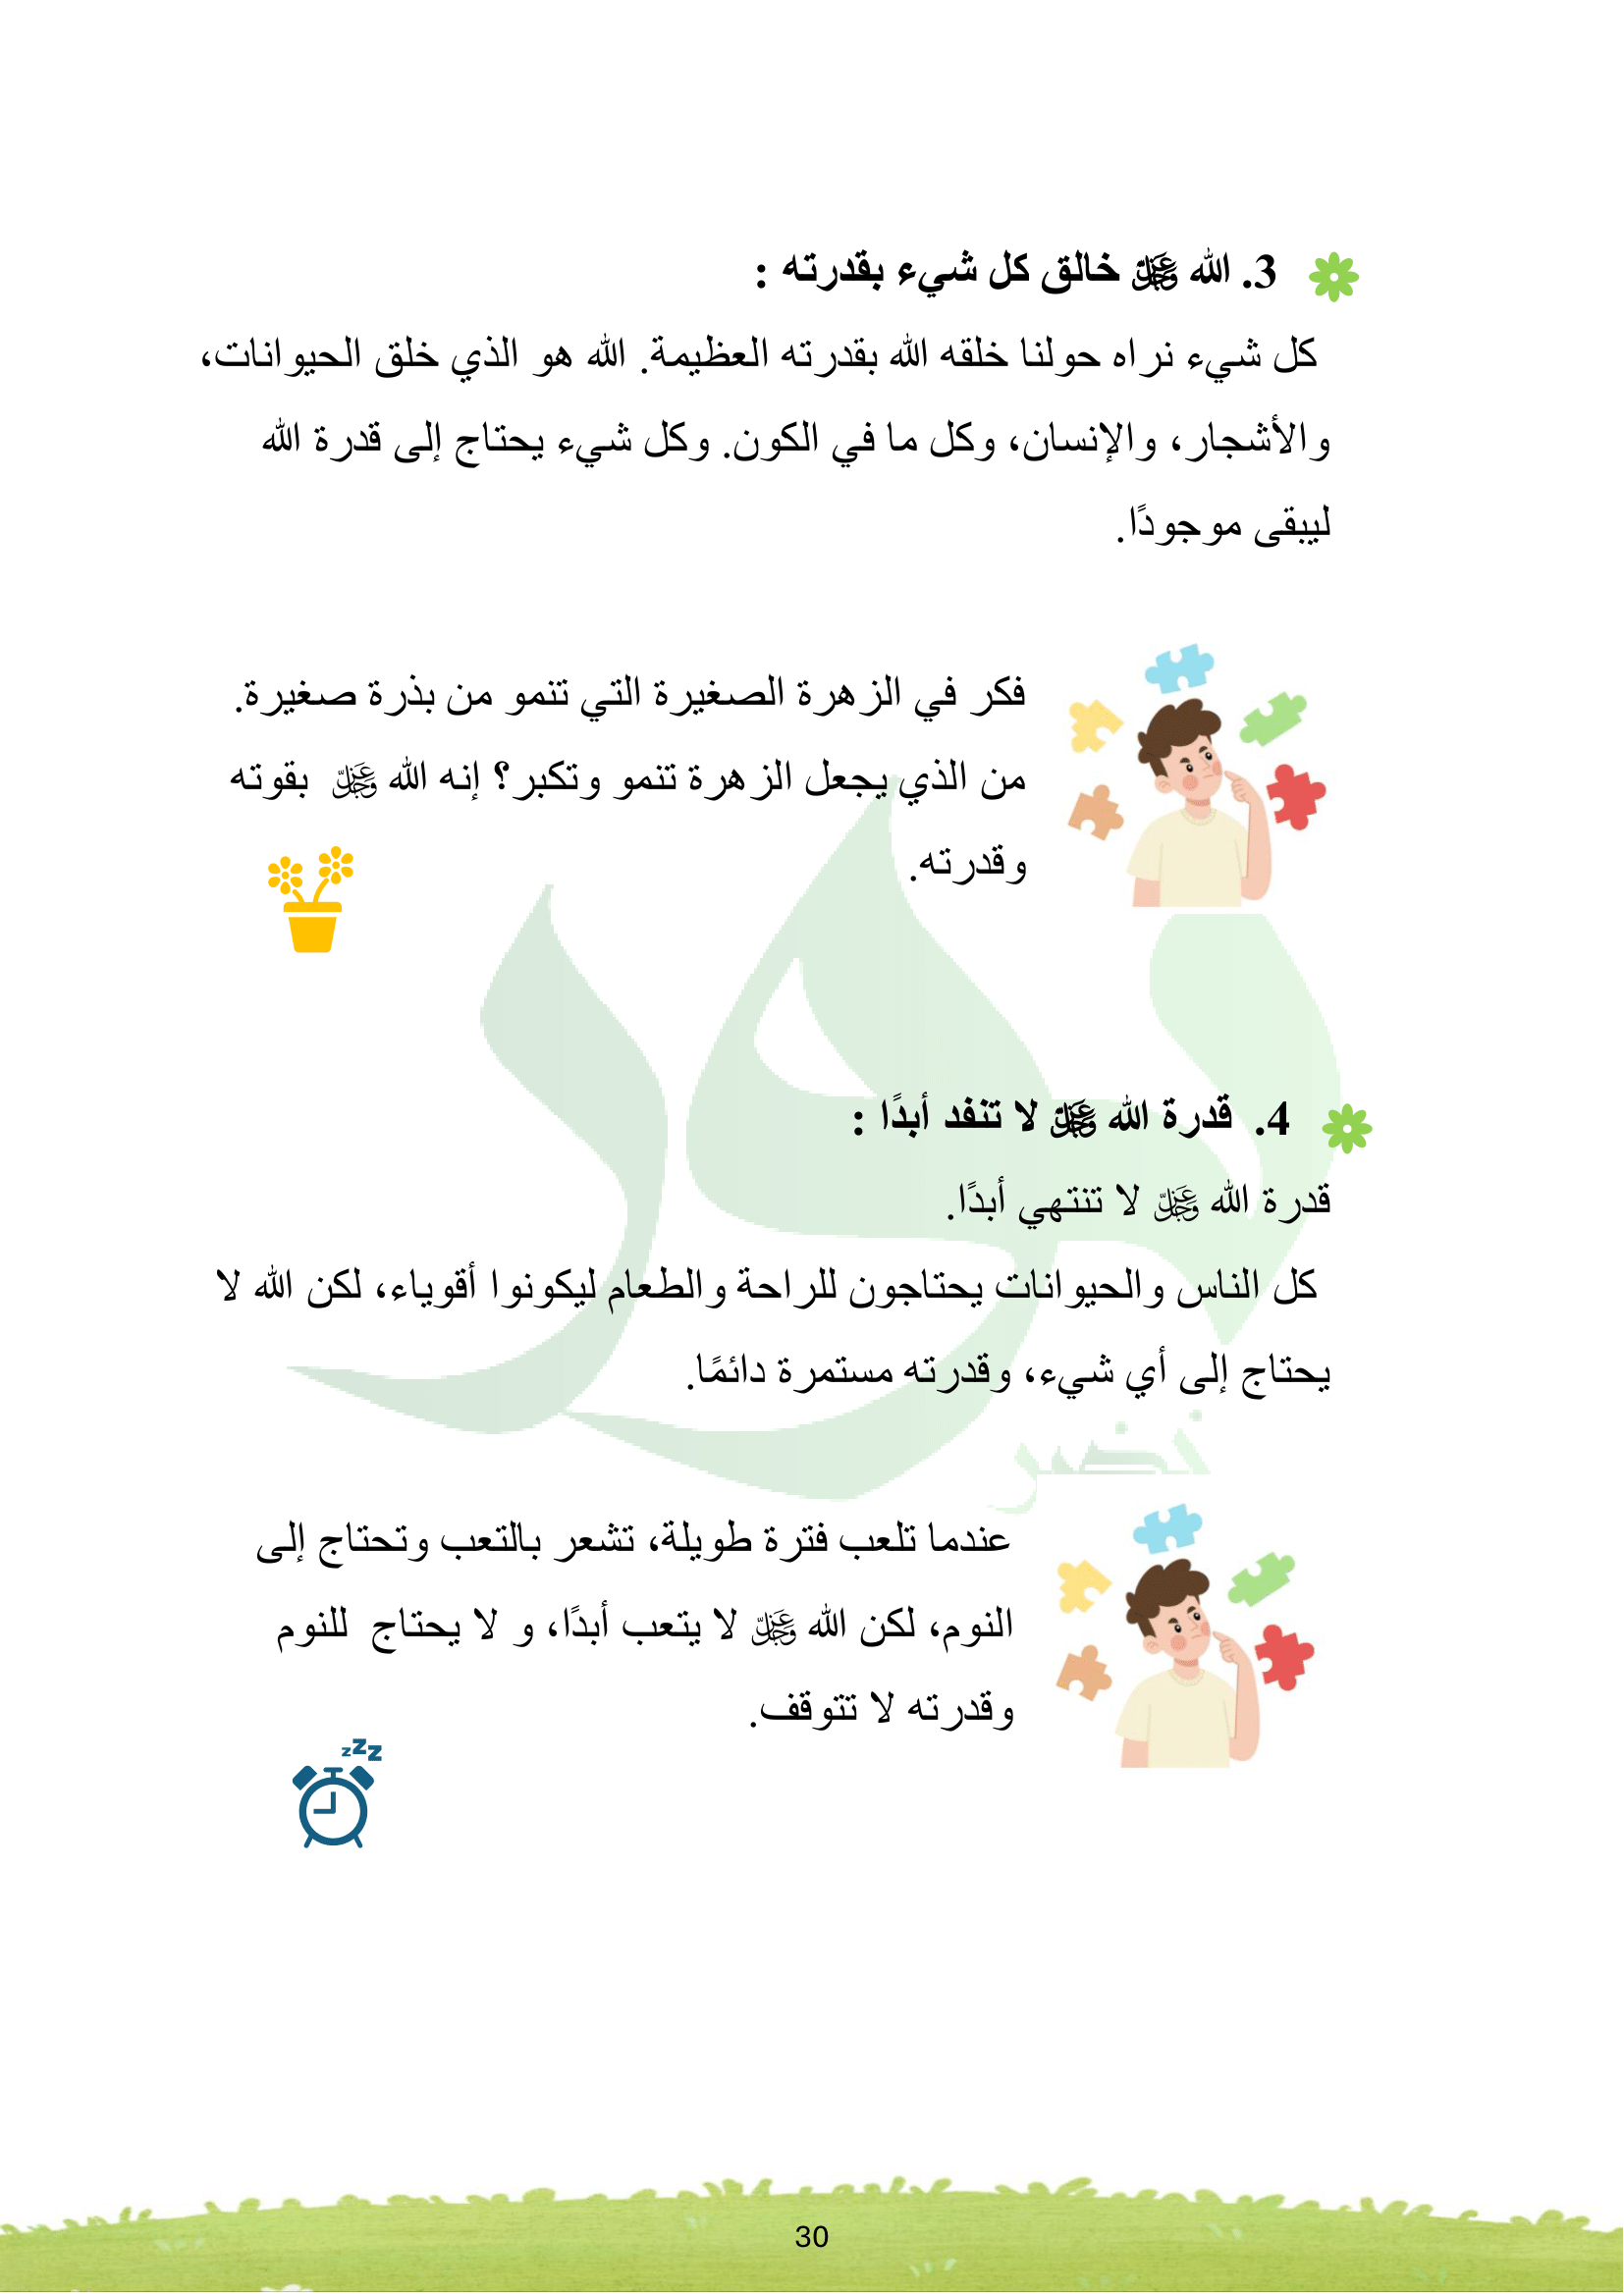 3. الله ﷻ خالق كل شيء بقدرته :
كل شيء نراه حولنا خلقه الله بقدرته العظيمة. الله هو الذي خلق الحيوانات،
والأشجار، والإنسان، وكل ما في الكون. وكل شيء يحتاج إلى قدرة الله
ليبقى موجودًا.
فكر في الزهرة الصغيرة التي تنمو من بذرة صغيرة.
من الذي يجعل الزهرة تنمو وتكبر؟ إنه الله ﷻ بقوته
وقدرته.
4. قدرة الله ﷻ لا تنفد أبدًا :
قدرة الله ﷻ لا تنتهي أبدًا.
كل الناس والحيوانات يحتاجون للراحة والطعام ليكونوا أقوياء، لكن الله لا
يحتاج إلى أي شيء، وقدرته مستمرة دائمًا.
نضر
عندما تلعب فترة طويلة، تشعر بالتعب وتحتاج إلى
النوم، لكن الله ﷻ لا يتعب أبدًا، و لا يحتاج للنوم
وقدرته لا تتوقف.
zzz
30